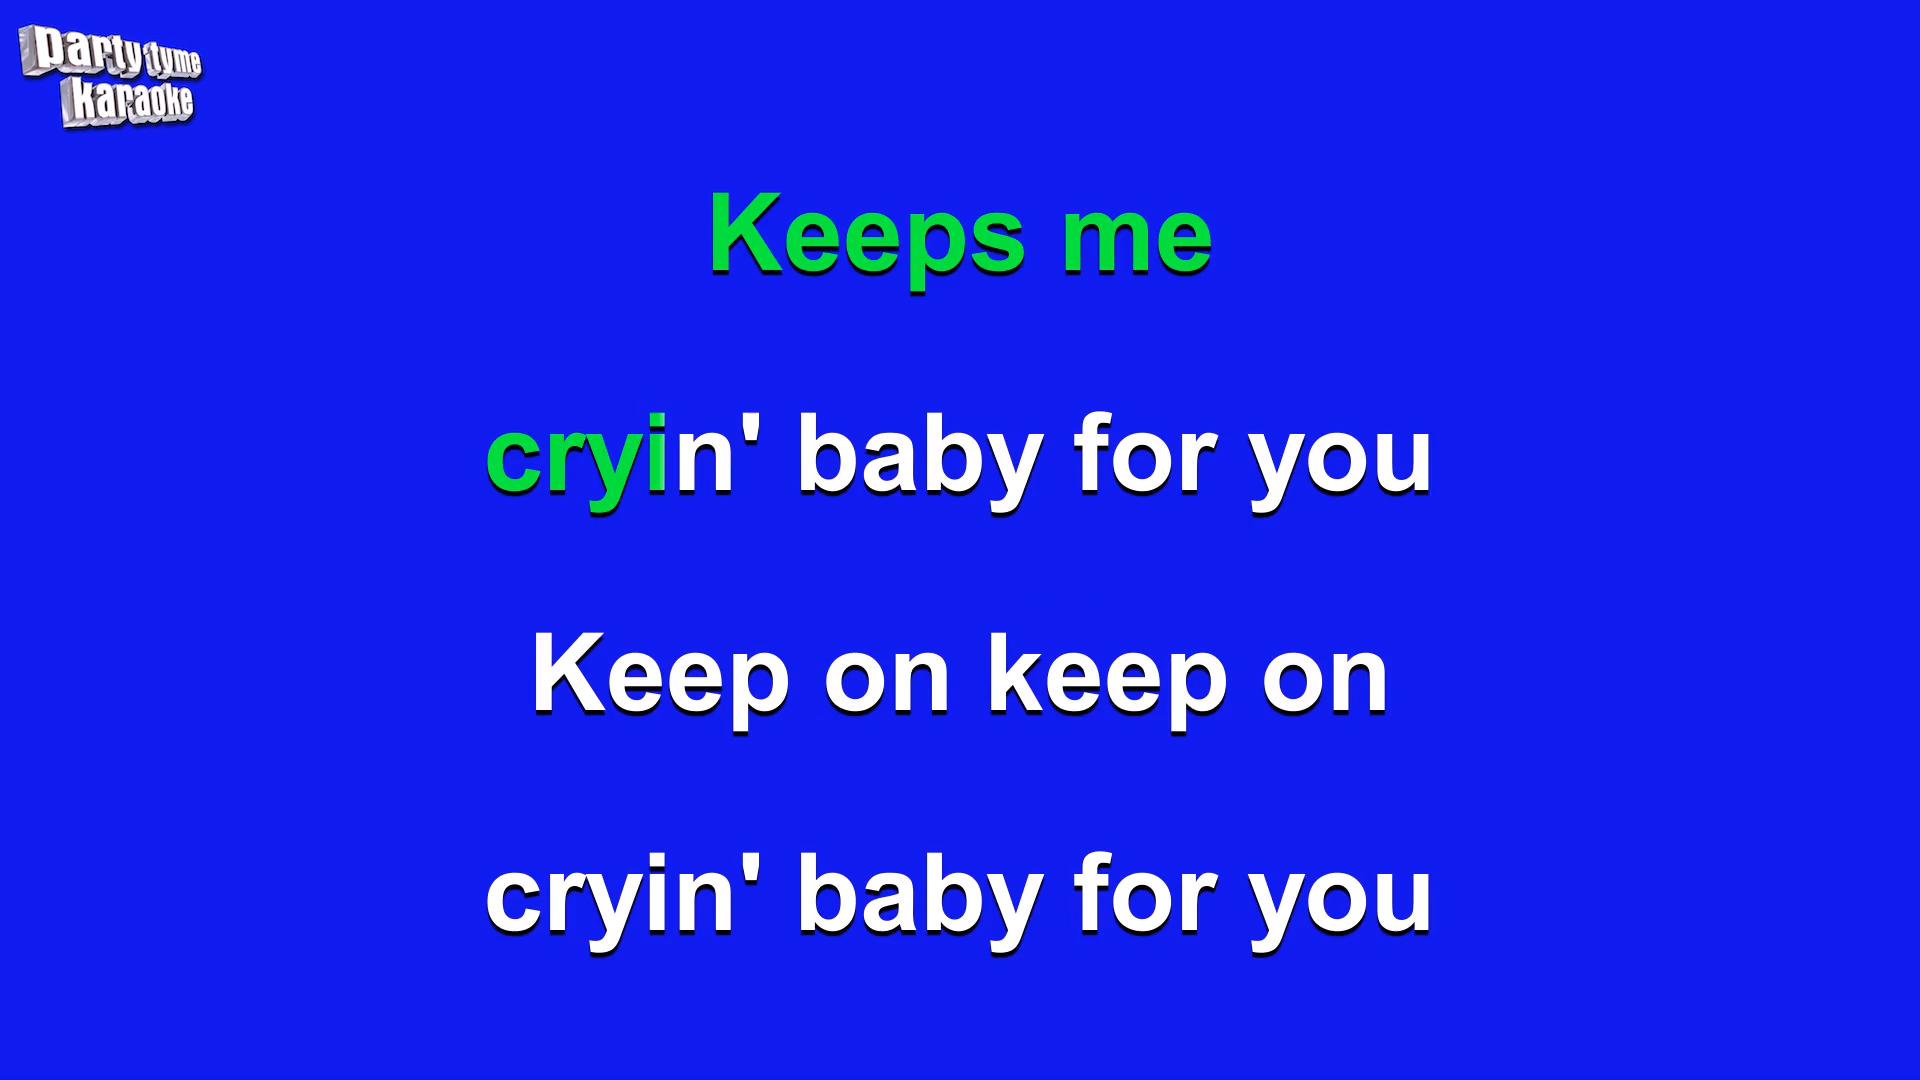 party tyme
karaoke
Keeps me
cryin' baby for you
Keep on keep on
cryin' baby for you